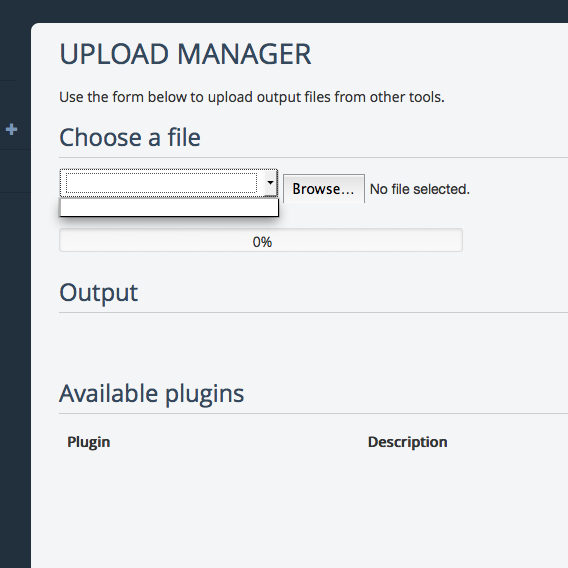 UPLOAD MANAGER
Use the form below to upload output files from other tools.
Choose a file
Browse... No file selected.
0%
Output
Available plugins
Plugin Description